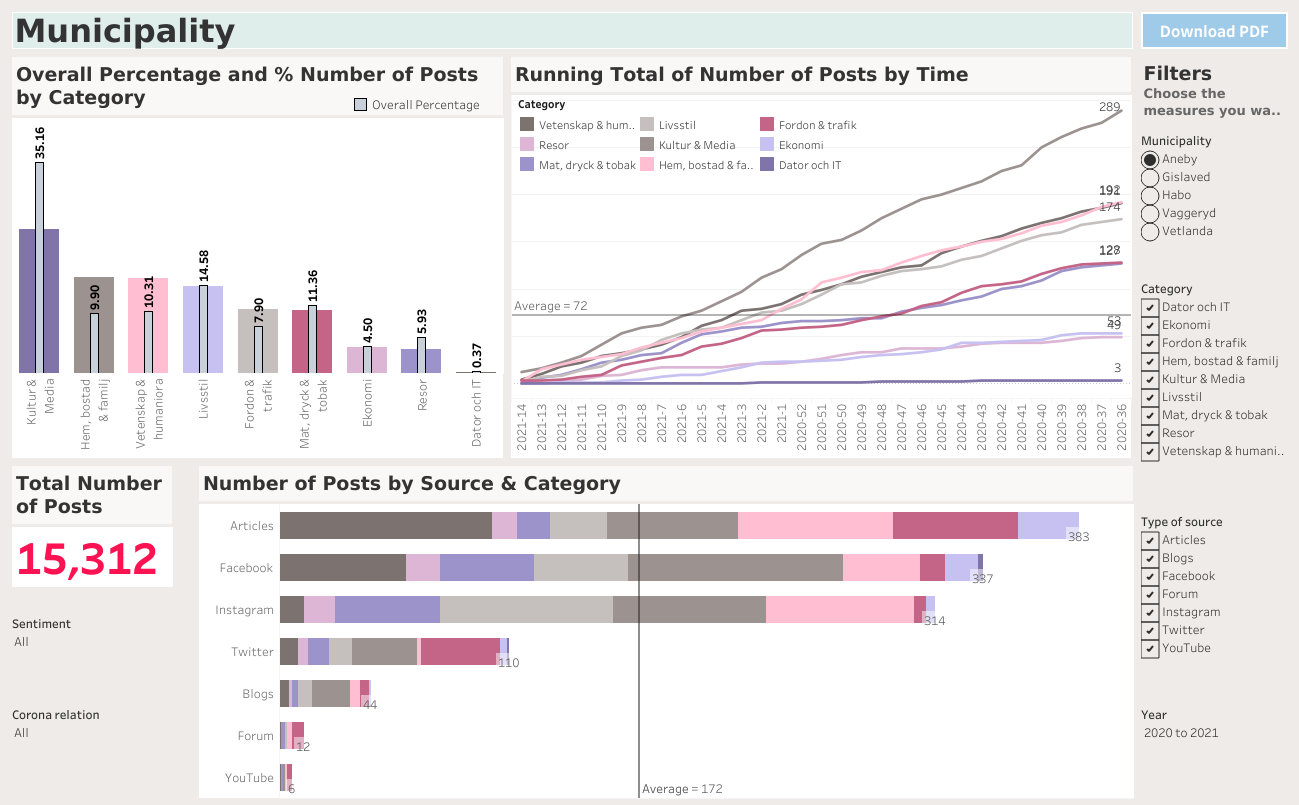 Municipality
Download PDF
Overall Percentage and % Number of Posts
by Category
Overall Percentage
35.16
9.90
10.31
14.58
7.90
11.36
4.50
5.93
0.37
Kultur &
Media
Hem, bostad
& familj
Vetenskap &
humaniora
Livsstil
Fordon &
trafik
Mat, dryck &
tobak
Ekonomi
Resor
Dator och IT
Running Total of Number of Posts by Time
Category
Vetenskap & hum..
Livsstil
Fordon & trafik
Resor
Kultur & Media
Ekonomi
Mat, dryck & tobak
Hem, bostad & fa..
Dator och IT
289
192
174
128
Average = 72
53
49
3
2021-14
2021-13
2021-12
2021-11
2021-10
2021-9
2021-8
2021-7
2021-6
2021-4
2021-3
2021-2
2021-1
2020-52
2020-51
2020-50
2020-49
2020-48
2020-47
2020-46
2020-45
2020-44
2020-43
2020-42
2020-41
2020-40
2020-39
2020-38
2020-37
2020-36
Filters
Choose the
measures you wa..
Municipality
Aneby
Gislaved
Habo
Vaggeryd
Vetlanda
Category
Dator och IT
Ekonomi
Fordon & trafik
Hem, bostad & familj
Kultur & Media
Livsstil
Mat, dryck & tobak
Resor
Vetenskap & humani..
Total Number
of Posts
15,312
Sentiment
All
Corona relation
All
Number of Posts by Source & Category
Articles
383
Facebook
337
Instagram
314
Twitter
110
Blogs
44
Forum
12
YouTube
6
Average = 172
Type of source
Articles
Blogs
Facebook
Forum
Instagram
Twitter
YouTube
Year
2020 to 2021